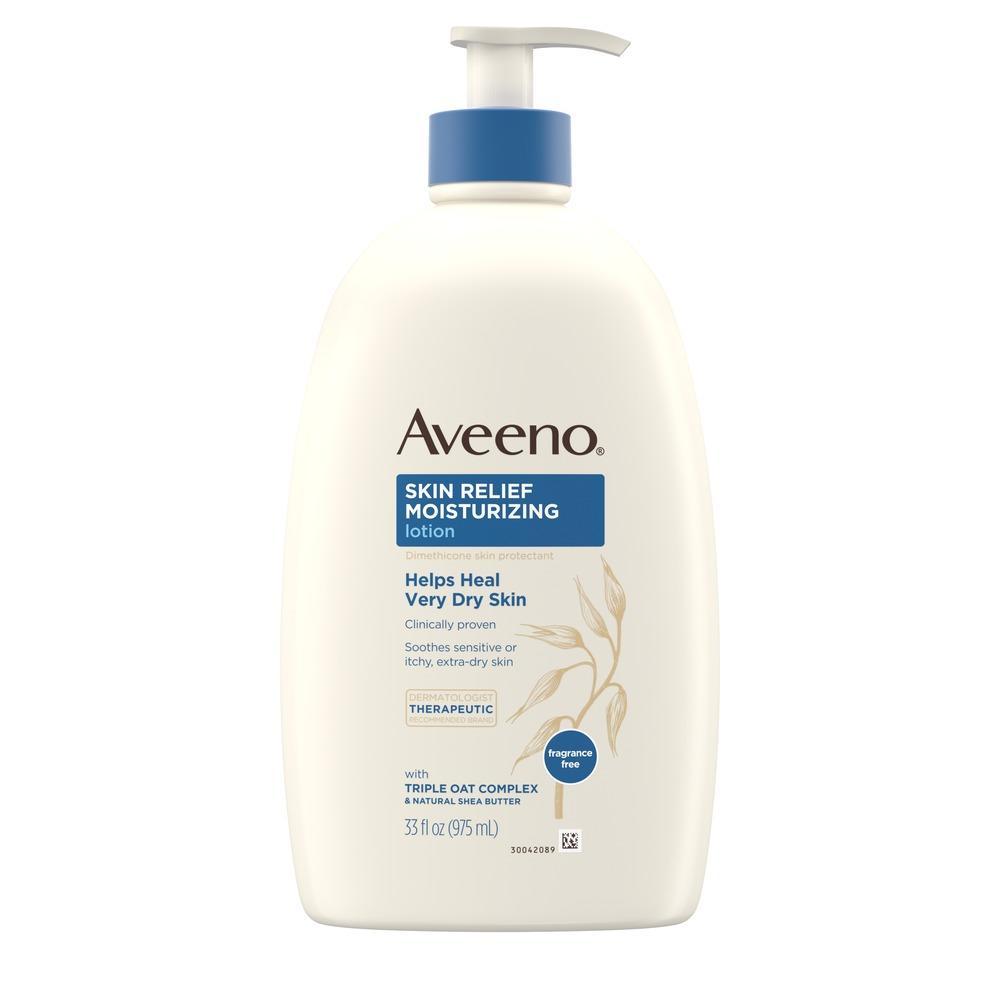 Aveeno®
SKIN RELIEF
MOISTURIZING
lotion
Dimethicone skin protectant
Helps Heal
Very Dry Skin
Clinically proven
Soothes sensitive or
itchy, extra-dry skin
DERMATOLOGIST
THERAPEUTIC
RECOMMENDED BRAND
fragrance
free
with
TRIPLE OAT COMPLEX
& NATURAL SHEA BUTTER
33 fl oz (975 mL)
30042089